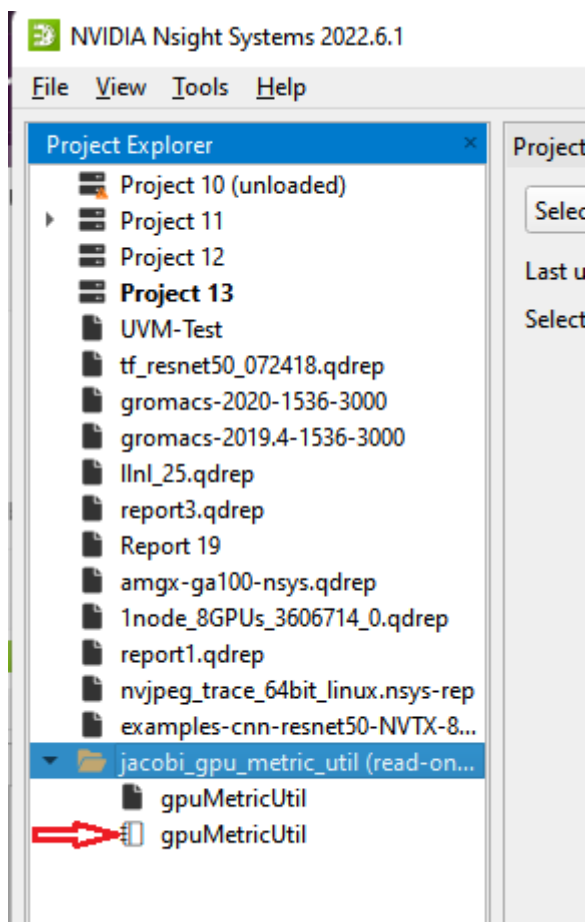 NVIDIA Nsight Systems 2022.6.1
File View Tools Help
Project Explorer
Project 10 (unloaded)
Project 11
Project 12
Project 13
UVM-Test
tf_resnet50_072418.qdrep
gromacs-2020-1536-3000
gromacs-2019.4-1536-3000
llnl_25.qdrep
report3.qdrep
Report 19
amgx-ga100-nsys.qdrep
1node_8GPUs_3606714_0.qdrep
report1.qdrep
nvjpeg_trace_64bit_linux.nsys-rep
examples-cnn-resnet50-NVTX-8...
jacobi_gpu_metric_util (read-on...
gpuMetricUtil
gpuMetricUtil
Project
Selec
Last u
Select